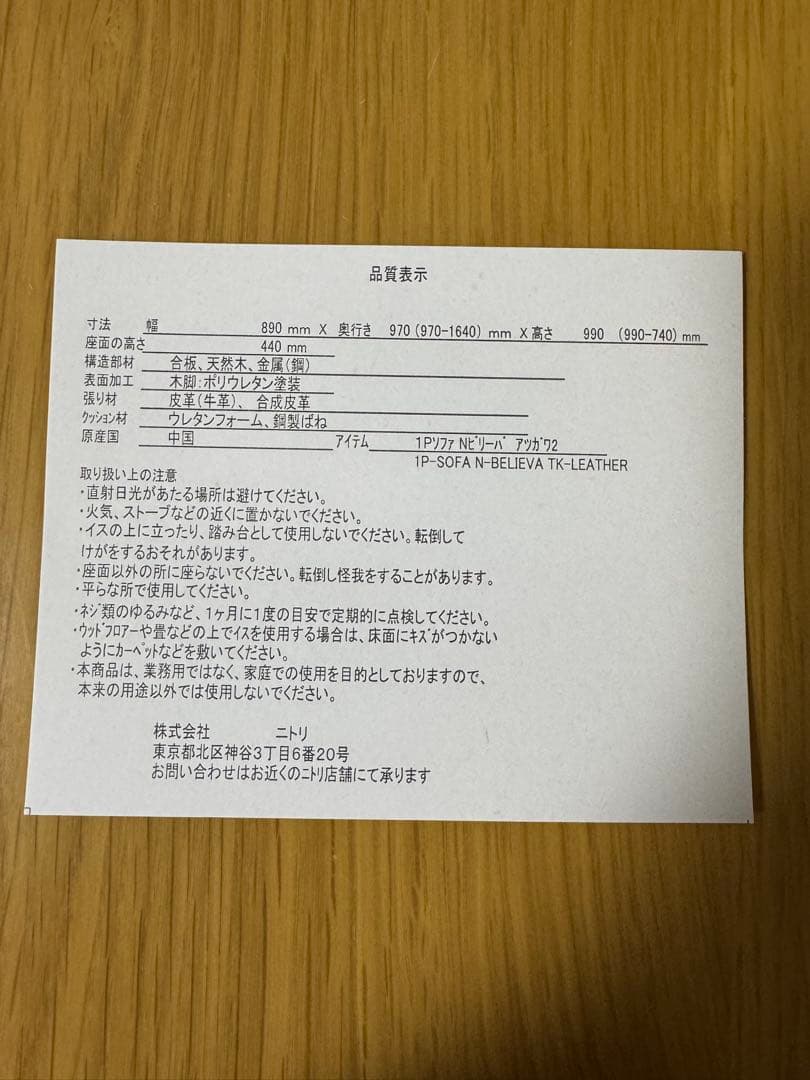 品質表示
寸法 幅 890 mm X 奥行き 970 (970-1640) mm X 高さ 990 (990-740) mm
座面の高さ 440 mm
構造部材 合板、天然木、金属(鋼)
表面加工 木脚:ポリウレタン塗装
張り材 皮革(牛革)、合成皮革
ｸｯｼｮﾝ材 ウレタンフォーム、鋼製ばね
原産国 中国 ｱｲﾃﾑ 1Pｿﾌｧ Nﾋﾞﾘｰﾊﾞ ｱﾂｶﾞﾜ2
1P-SOFA N-BELIEVA TK-LEATHER
取り扱い上の注意
・直射日光があたる場所は避けてください。
・火気、ストーブなどの近くに置かないでください。
・イスの上に立ったり、踏み台として使用しないでください。転倒して
けがをするおそれがあります。
・座面以外の所に座らないでください。転倒し怪我をすることがあります。
・平らな所で使用してください。
・ﾈｼﾞ類のゆるみなど、1ヶ月に1度の目安で定期的に点検してください。
・ｳｯﾄﾞﾌﾛｱｰや畳などの上でｲｽを使用する場合は、床面にｷｽﾞがつかない
ようにｶｰﾍﾟｯﾄなどを敷いてください。
・本商品は、業務用ではなく、家庭での使用を目的としておりますので、
本来の用途以外では使用しないでください。
株式会社 ニトリ
東京都北区神谷3丁目6番20号
お問い合わせはお近くのﾆﾄﾘ店舗にて承ります